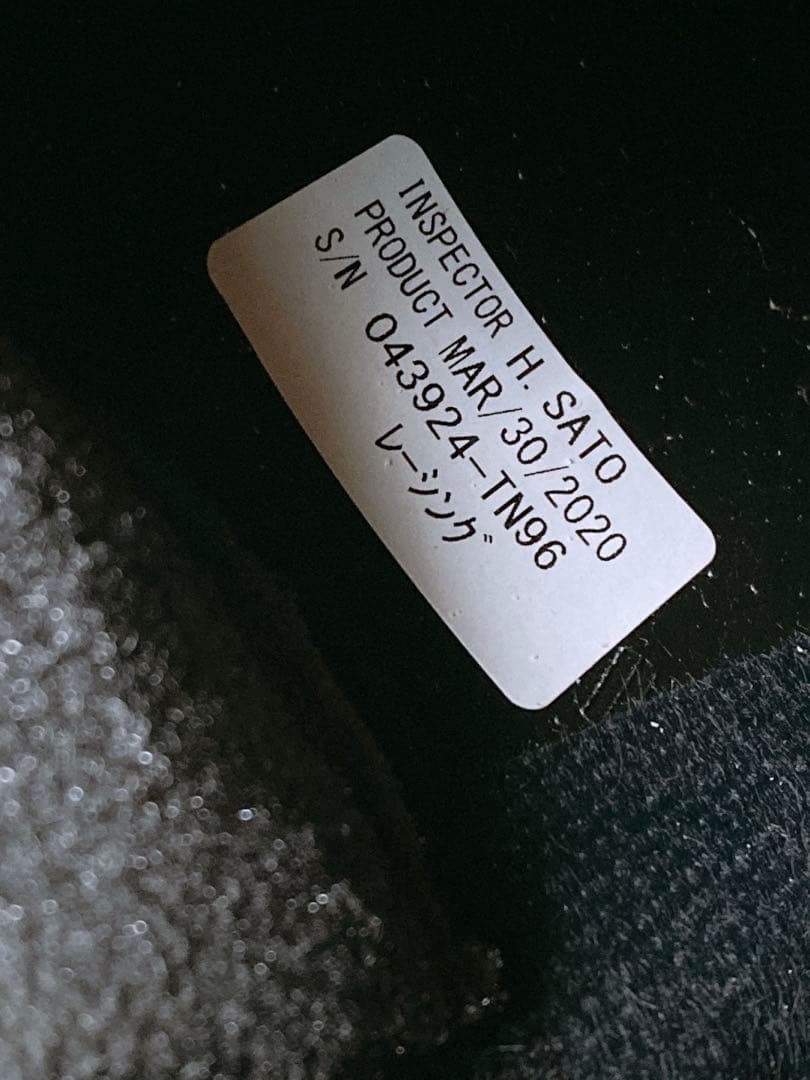 INSPECTOR H. SATO
PRODUCT MAR/30/2020
S/N 043924-TN96
レーシング